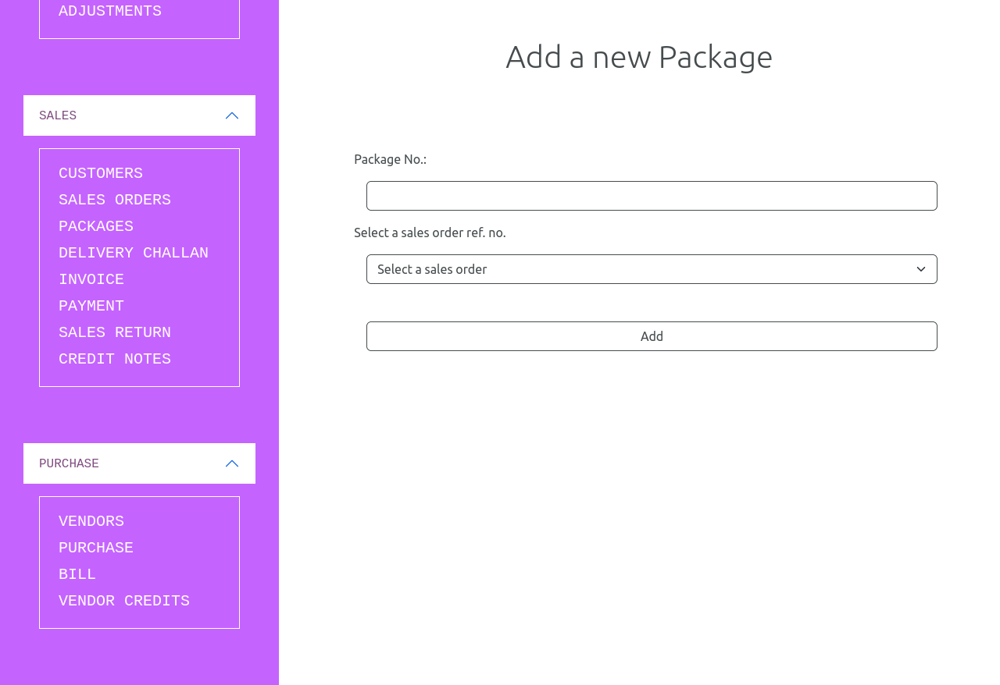 ADJUSTMENTS
SALES
CUSTOMERS
SALES ORDERS
PACKAGES
DELIVERY CHALLAN
INVOICE
PAYMENT
SALES RETURN
CREDIT NOTES
PURCHASE
VENDORS
PURCHASE
BILL
VENDOR CREDITS
Add a new Package
Package No.:
Select a sales order ref. no.
Select a sales order
Add